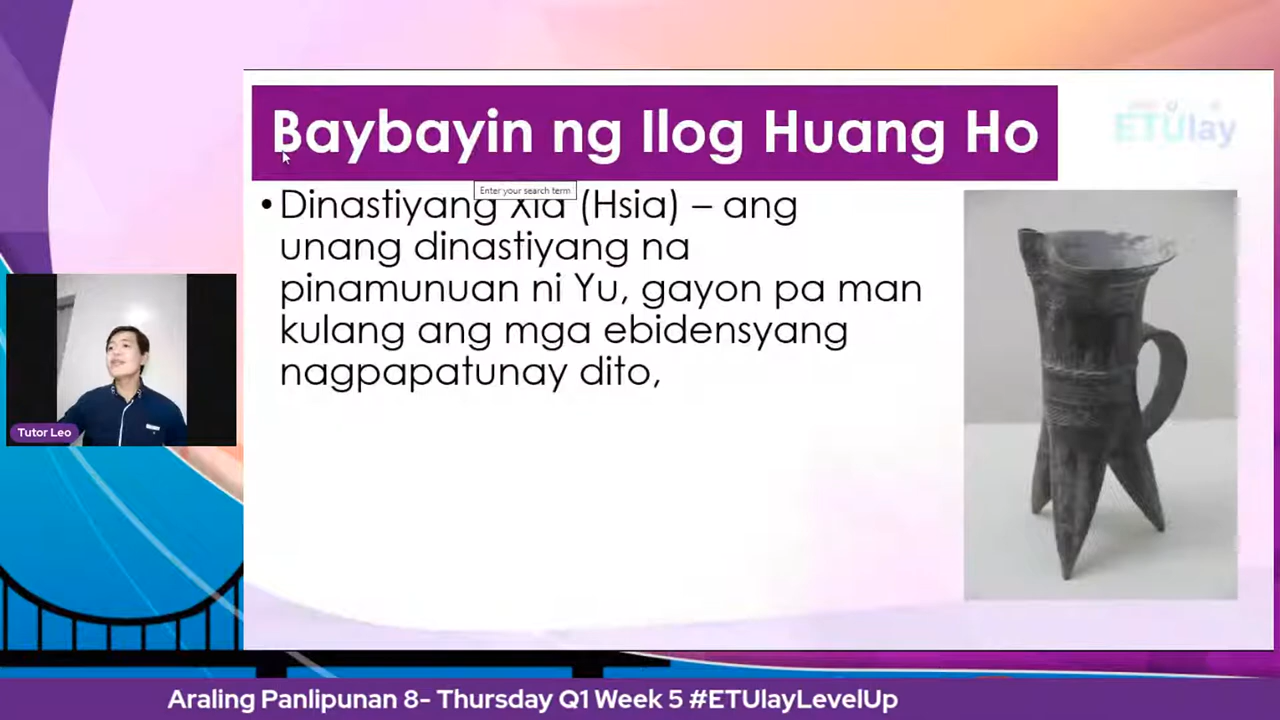 Baybayin ng Ilog Huang Ho
ETUlay
Enter your search term
• Dinastiyang Xia (Hsia) – ang
unang dinastiyang na
pinamunuan ni Yu, gayon pa man
kulang ang mga ebidensyang
nagpapatunay dito,
Tutor Leo
Araling Panlipunan 8- Thursday Q1 Week 5 #ETUlayLevelUp